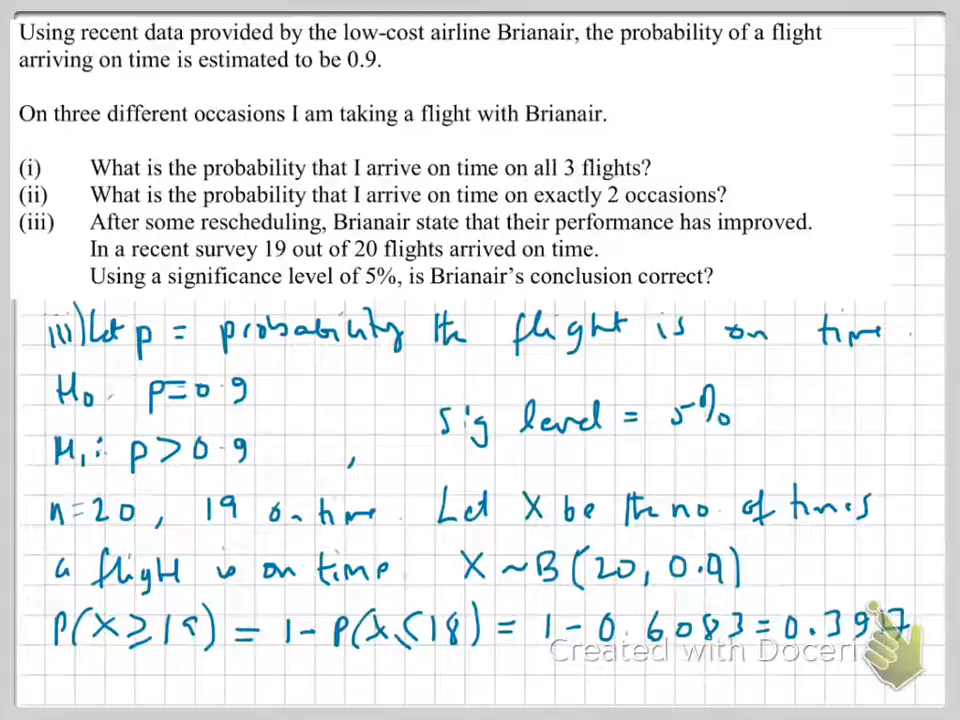 Using recent data provided by the low-cost airline Brianair, the probability of a flight
arriving on time is estimated to be 0.9.
On three different occasions I am taking a flight with Brianair.
(i) What is the probability that I arrive on time on all 3 flights?
(ii) What is the probability that I arrive on time on exactly 2 occasions?
(iii) After some rescheduling, Brianair state that their performance has improved.
In a recent survey 19 out of 20 flights arrived on time.
Using a significance level of 5%, is Brianair's conclusion correct?
iii) Let p = probability the flight is on time
H₀: p=0.9
sig level = 5%
H₁: p>0.9
n=20, 19 on time. Let X be the no. of times
a flight is on time X ~ B(20, 0.9)
P(X ≥ 19) = 1 - P(X ≤ 18) = 1 - 0.6083 = 0.3917
Created with Doceri